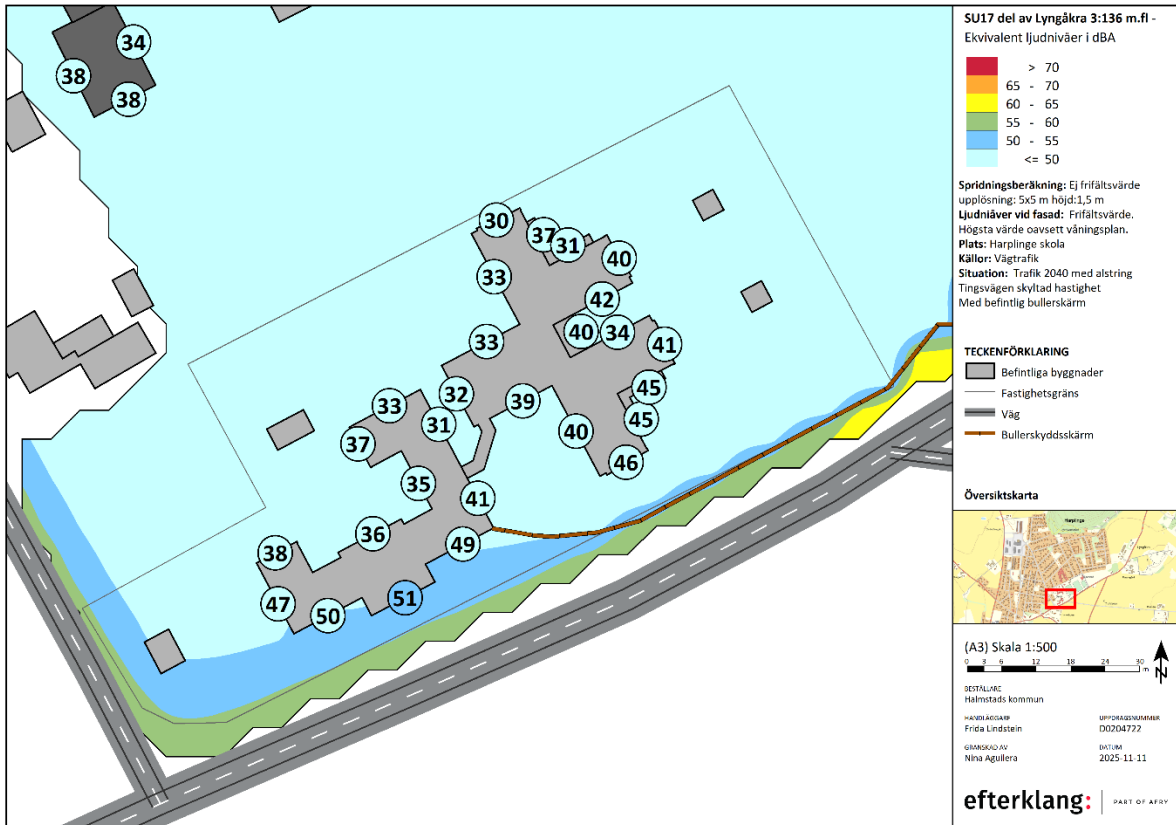 SU17 del av Lyngåkra 3:136 m.fl -
Ekvivalent ljudnivåer i dBA
> 70
65 - 70
60 - 65
55 - 60
50 - 55
<= 50
Spridningsberäkning: Ej frifältsvärde
upplösning: 5x5 m höjd:1,5 m
Ljudniåver vid fasad: Frifältsvärde.
Högsta värde oavsett våningsplan.
Plats: Harplinge skola
Källor: Vägtrafik
Situation: Trafik 2040 med alstring
Tingsvägen skyltad hastighet
Med befintlig bullerskärm
TECKENFÖRKLARING
Befintliga byggnader
Fastighetsgräns
Väg
Bullerskyddsskärm
Översiktskarta
Harplinge
(A3) Skala 1:500
0 3 6 12 18 24 30
m
N
BESTÄLLARE
Halmstads kommun
HANDLÄGGARE
Frida Lindstein
UPPDRAGSNUMMER
D0204722
GRANSKAD AV
Nina Aguilera
DATUM
2025-11-11
efterklang: PART OF AFRY
34
38
38
30
37
31
40
33
42
40
34
33
41
32
45
39
33
31
45
40
37
46
35
41
36
49
38
51
47
50